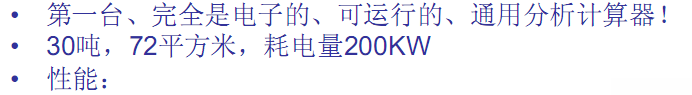 • 第一台、完全是电子的、可运行的、通用分析计算器！
• 30吨，72平方米，耗电量200KW
• 性能：